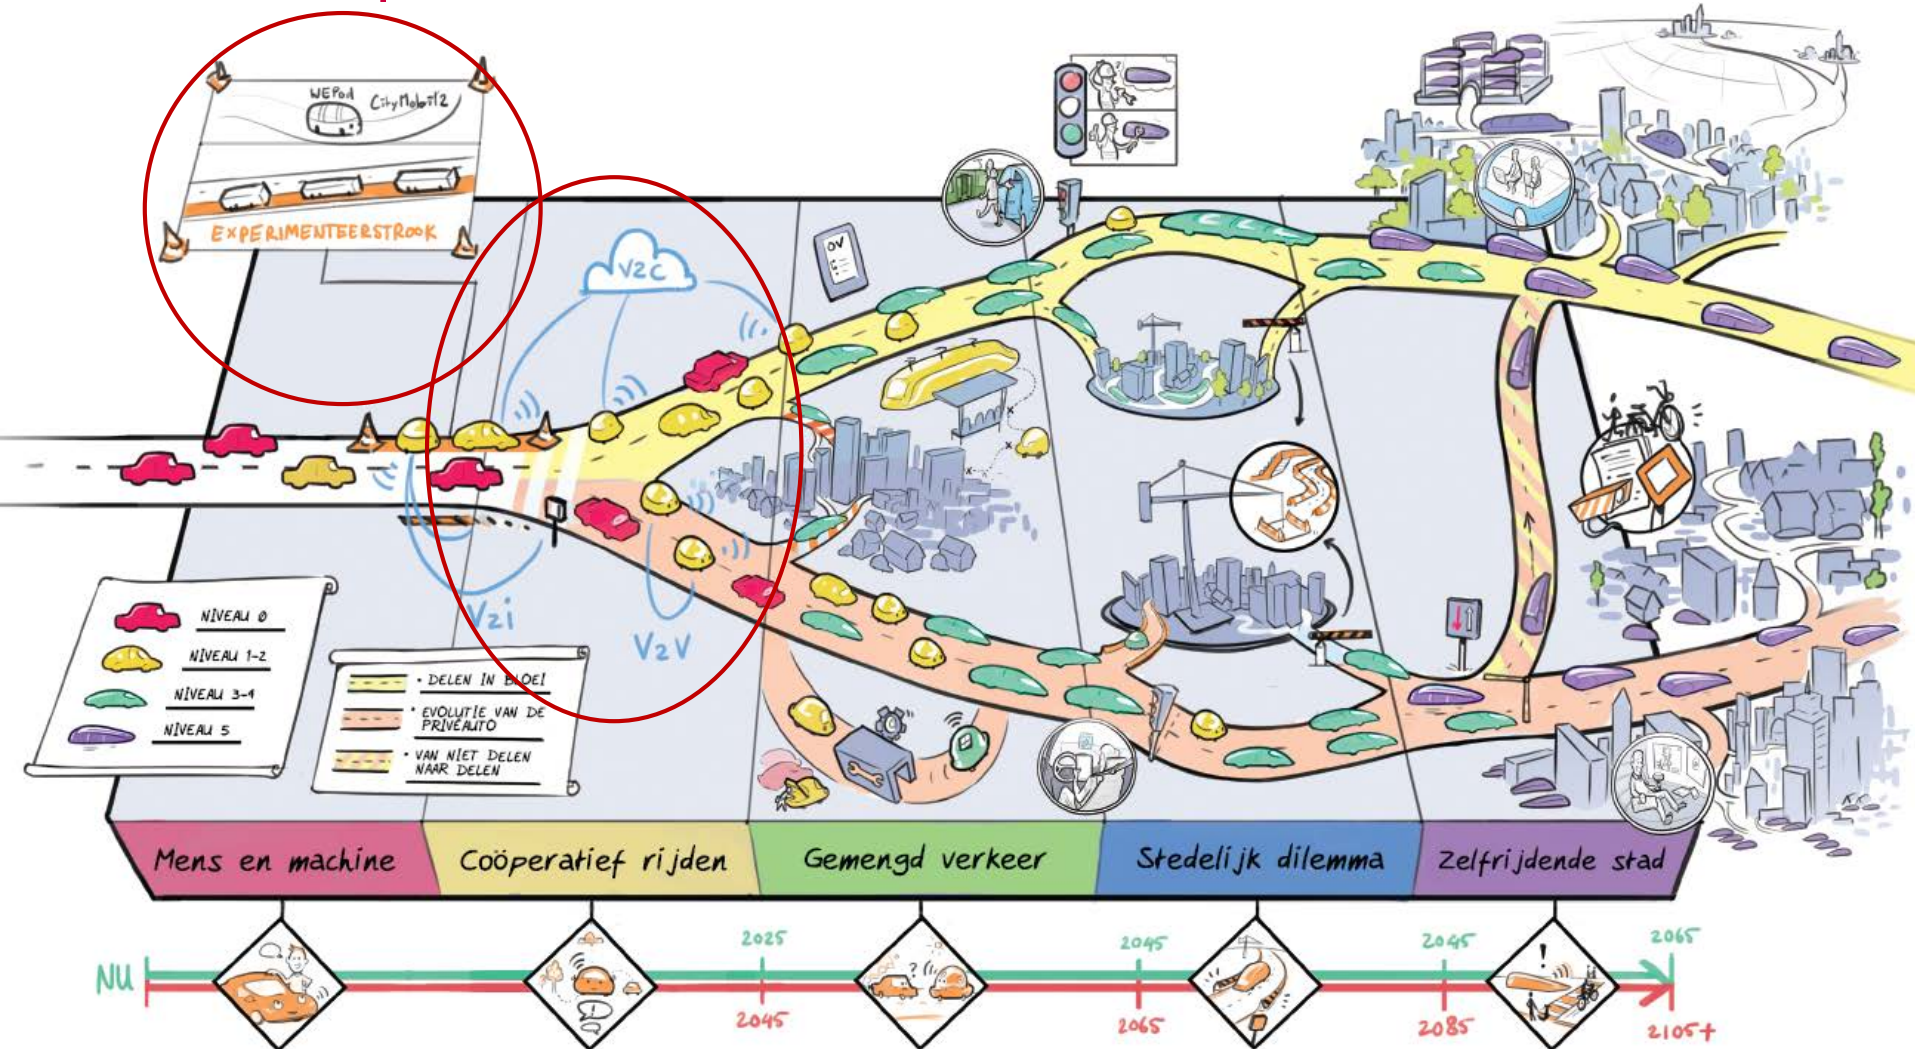 WEPod
CityMobil2
EXPERIMENTEERSTROOK
V2C
OV
V2i
V2V
NIVEAU 0
NIVEAU 1-2
NIVEAU 3-4
NIVEAU 5
• DELEN IN BLOEI
• EVOLUTIE VAN DE
PRIVÉAUTO
• VAN NIET DELEN
NAAR DELEN
Mens en machine
Coöperatief rijden
Gemengd verkeer
Stedelijk dilemma
Zelfrijdende stad
NU
2025
2045
2045
2065
2045
2065
2085
2105+
?
!